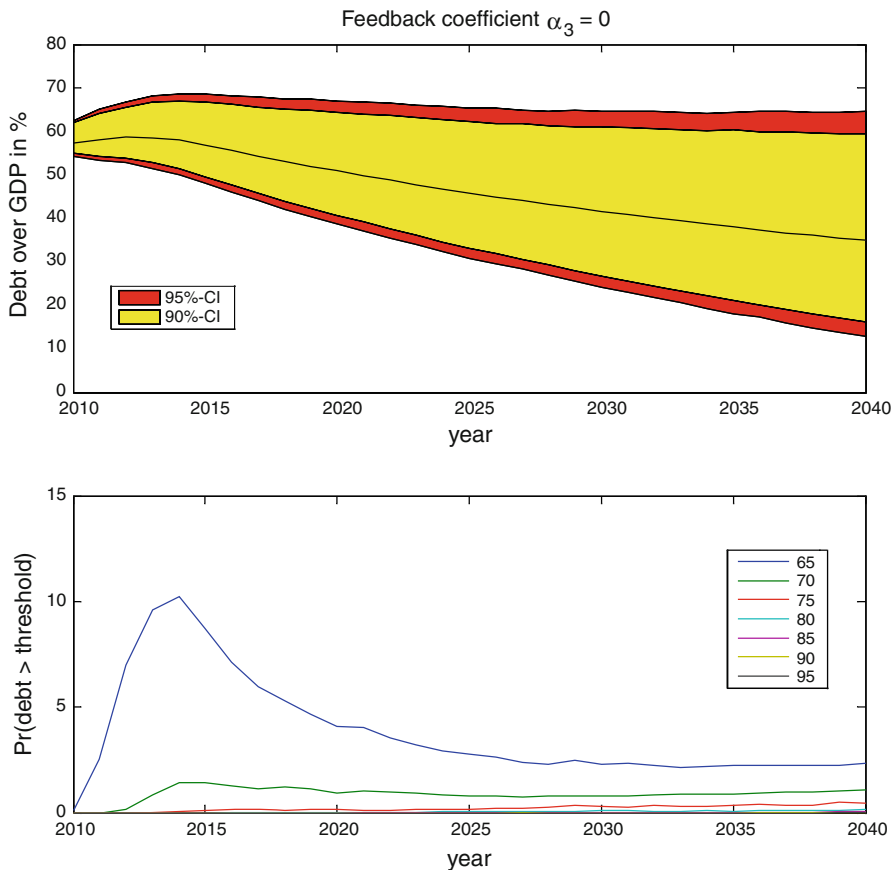 Feedback coefficient α3 = 0
80
70
60
50
40
30
20
10
0
Debt over GDP in %
95%-CI
90%-CI
2010 2015 2020 2025 2030 2035 2040
year
15
10
5
0
Pr(debt > threshold)
65
70
75
80
85
90
95
2010 2015 2020 2025 2030 2035 2040
year